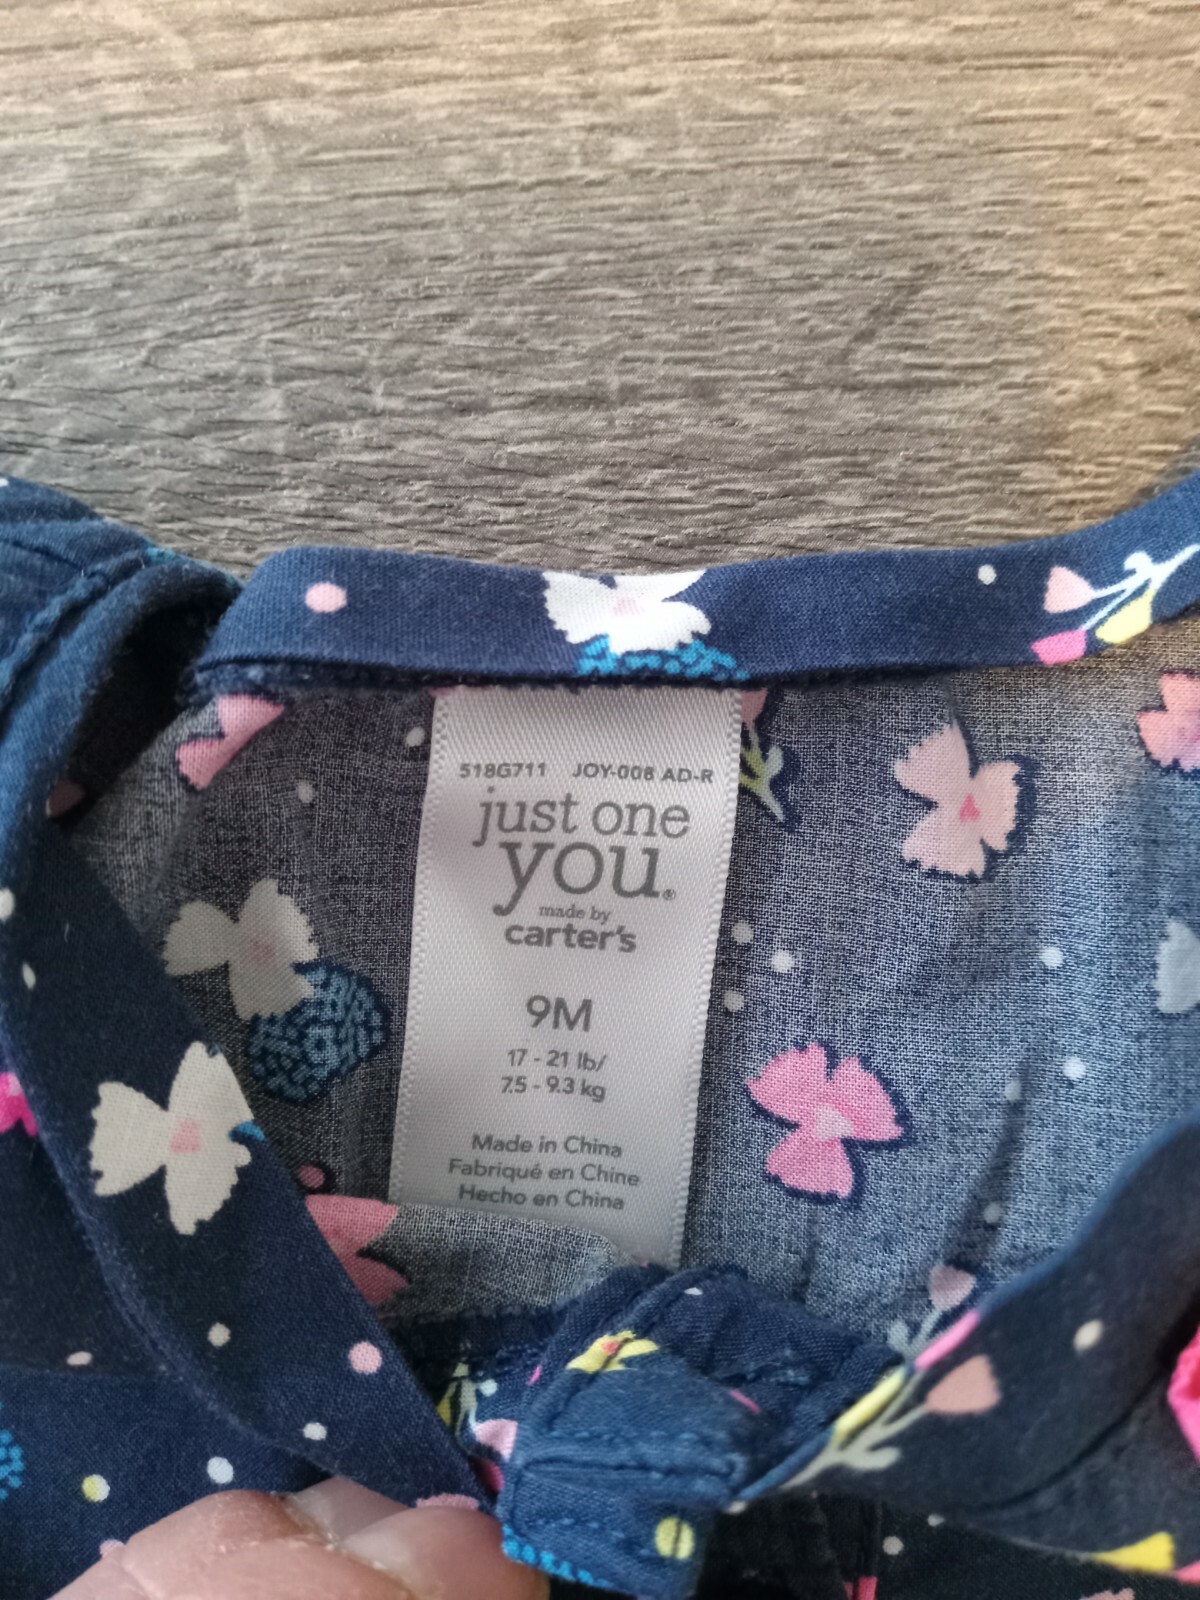 518G711 JOY-008 AD-R
just one
you.®
made by
carter's
9M
17 - 21 lb/
7.5 - 9.3 kg
Made in China
Fabriqué en Chine
Hecho en China